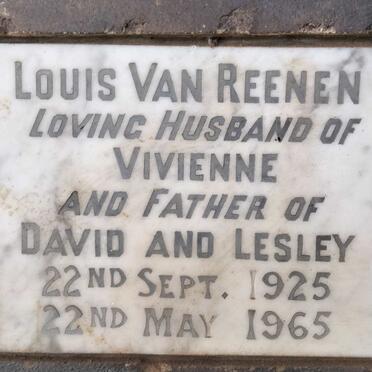 LOUIS VAN REENEN
LOVING HUSBAND OF
VIVIENNE
AND FATHER OF
DAVID AND LESLEY
22ND SEPT. 1925
22ND MAY 1965